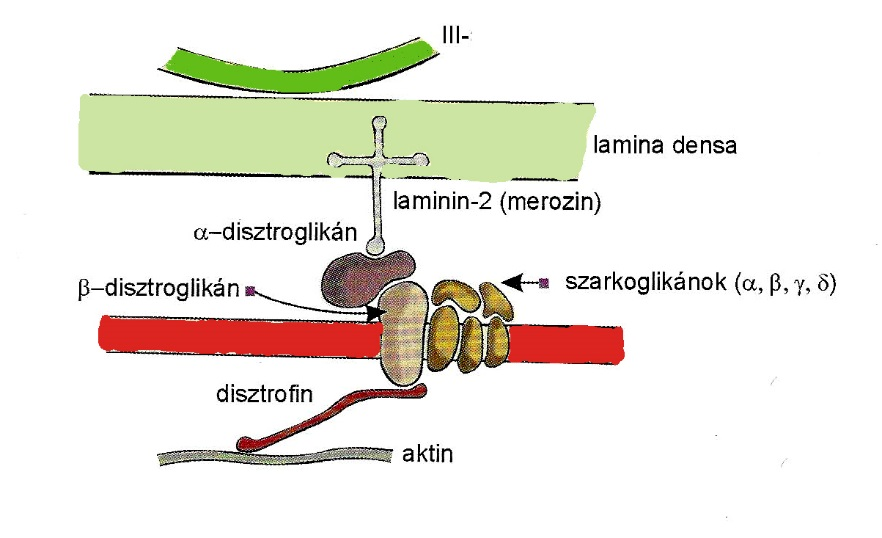 III-
lamina densa
laminin-2 (merozin)
α–disztroglikán
β–disztroglikán
szarkoglikánok (α, β, γ, δ)
disztrofin
aktin